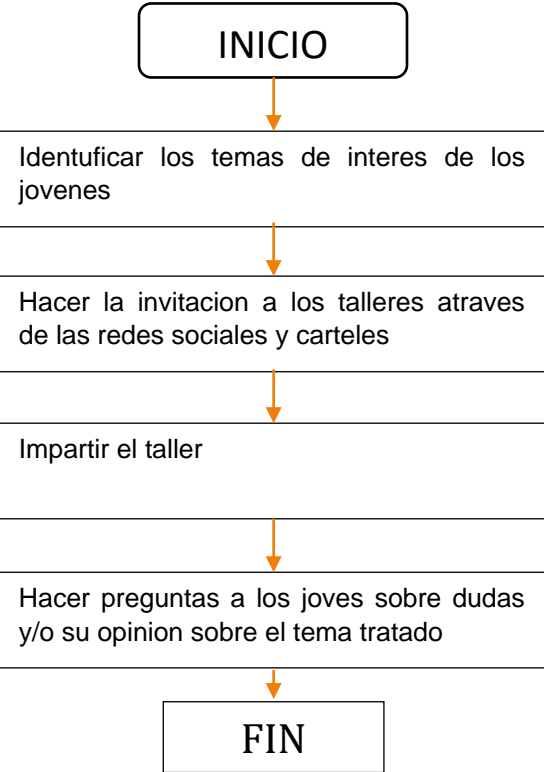 INICIO
Identuficar los temas de interes de los
jovenes
Hacer la invitacion a los talleres atraves
de las redes sociales y carteles
Impartir el taller
Hacer preguntas a los joves sobre dudas
y/o su opinion sobre el tema tratado
FIN